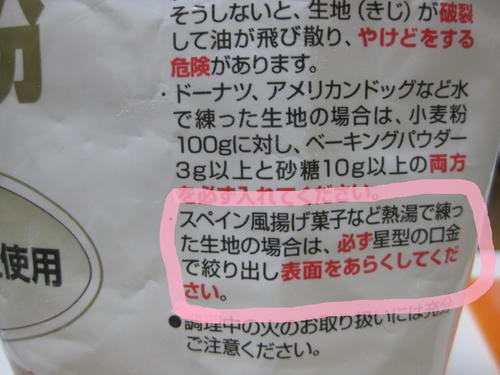 粉
そうしないと、生地(きじ)が破裂
して油が飛び散り、やけどをする
危険があります。
・ドーナツ、アメリカンドッグなど水
で練った生地の場合は、小麦粉
100gに対し、ベーキングパウダー
3g以上と砂糖10g以上の両方
を必ず入れてください。
・スペイン風揚げ菓子など熱湯で練っ
た生地の場合は、必ず星型の口金
で絞り出し表面をあらくしてくだ
さい。
●調理中の火のお取り扱いには充分
ご注意ください。
使用